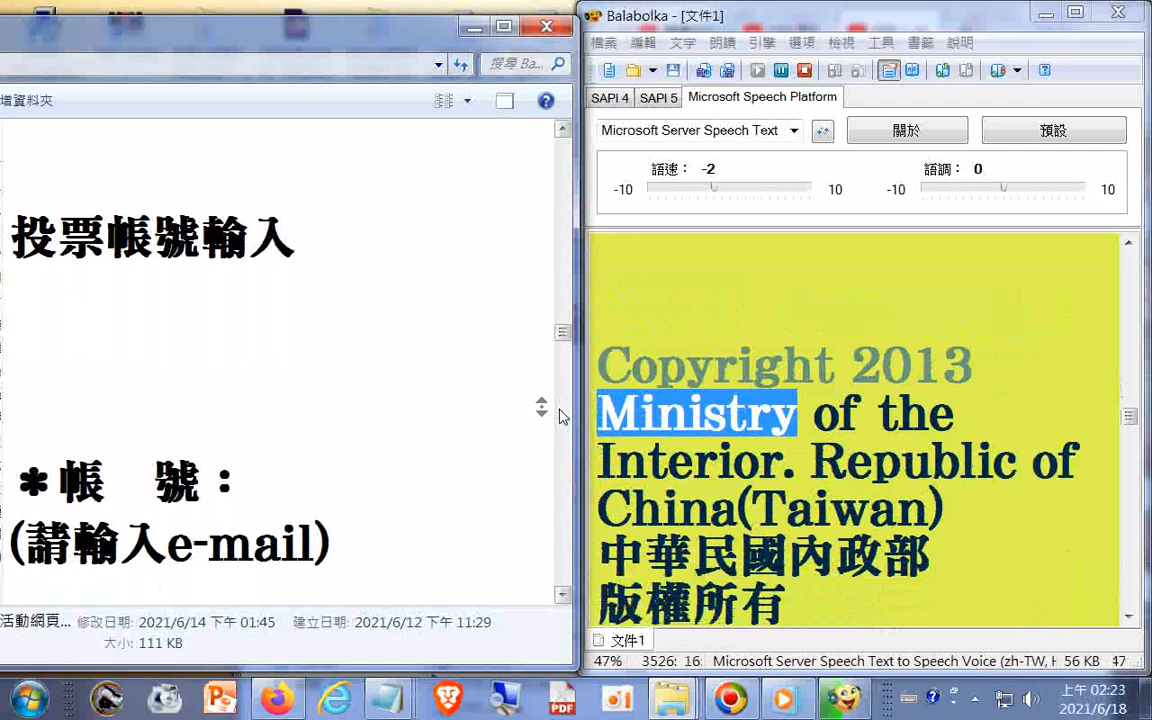 搜尋 Ba...
增資料夾
投票帳號輸入
＊帳　號：
(請輸入e-mail)
活動網頁... 修改日期: 2021/6/14 下午 01:45 建立日期: 2021/6/12 下午 11:29
大小: 111 KB
Balabolka - [文件1]
檔案 編輯 文字 朗讀 引擎 選項 檢視 工具 書籤 說明
SAPI 4 SAPI 5 Microsoft Speech Platform
Microsoft Server Speech Text 關於 預設
語速： -2 語調： 0
-10 10 -10 10
Copyright 2013
Ministry of the
Interior. Republic of
China(Taiwan)
中華民國內政部
版權所有
文件1
47% 3526: 16 Microsoft Server Speech Text to Speech Voice (zh-TW, H 56 KB 47
PDF
上午 02:23
2021/6/18